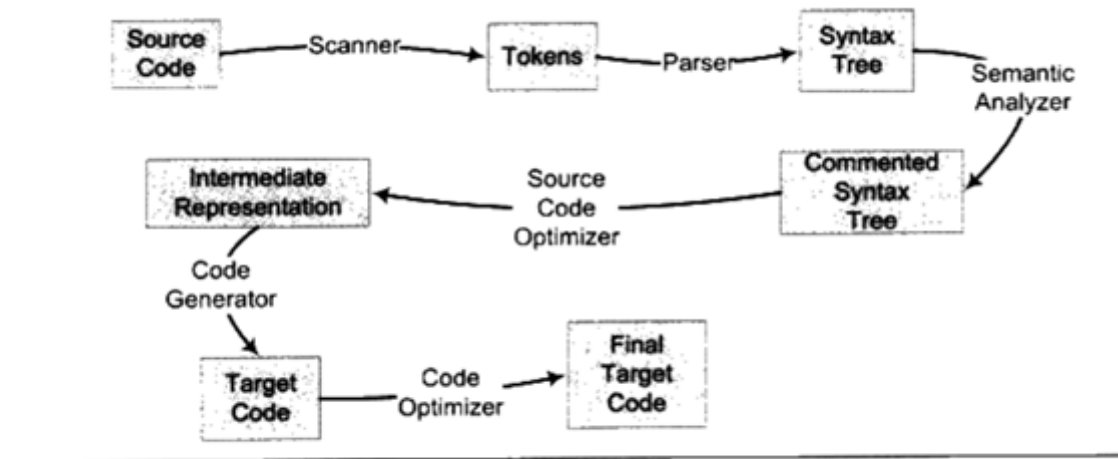 Source
Code
Scanner
Tokens
Parser
Syntax
Tree
Semantic
Analyzer
Commented
Syntax
Tree
Source
Code
Optimizer
Intermediate
Representation
Code
Generator
Target
Code
Code
Optimizer
Final
Target
Code